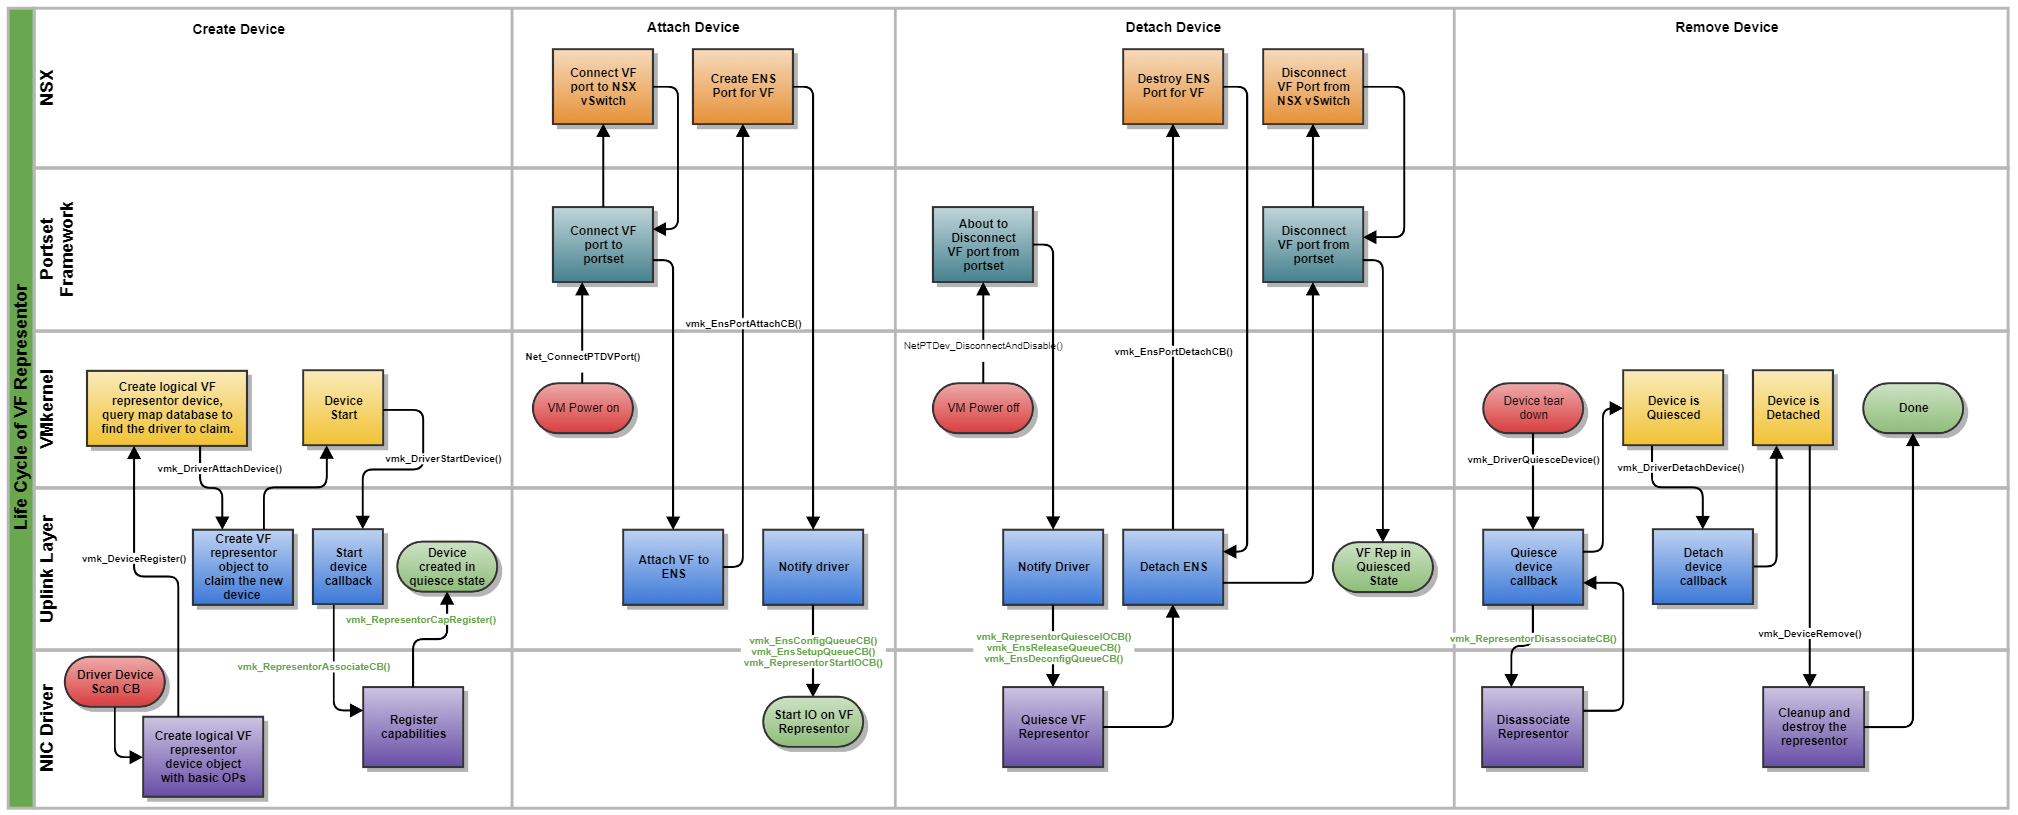 Life Cycle of VF Representor
NSX
Portset
Framework
VMkernel
Uplink Layer
NIC Driver
Create Device
Create logical VF
representor device,
query map database to
find the driver to claim.
Device
Start
vmk_DriverAttachDevice()
vmk_DriverStartDevice()
vmk_DeviceRegister()
Create VF
representor
object to
claim the new
device
Start
device
callback
Device
created in
quiesce state
vmk_RepresentorCapRegister()
vmk_RepresentorAssociateCB()
Driver Device
Scan CB
Create logical VF
representor
device object
with basic OPs
Register
capabilities
Attach Device
Connect VF
port to NSX
vSwitch
Create ENS
Port for VF
Connect VF
port to
portset
vmk_EnsPortAttachCB()
Net_ConnectPTDVPort()
VM Power on
Attach VF to
ENS
Notify driver
vmk_EnsConfigQueueCB()
vmk_EnsSetupQueueCB()
vmk_RepresentorStartIOCB()
Start IO on VF
Representor
Detach Device
Destroy ENS
Port for VF
Disconnect
VF Port from
NSX vSwitch
About to
Disconnect
VF port from
portset
Disconnect
VF port from
portset
NetPTDev_DisconnectAndDisable()
vmk_EnsPortDetachCB()
VM Power off
Notify Driver
Detach ENS
VF Rep in
Quiesced
State
vmk_RepresentorQuiesceIOCB()
vmk_EnsReleaseQueueCB()
vmk_EnsDeconfigQueueCB()
Quiesce VF
Representor
Remove Device
Device tear
down
Device is
Quiesced
Device is
Detached
Done
vmk_DriverQuiesceDevice()
vmk_DriverDetachDevice()
Quiesce
device
callback
Detach
device
callback
vmk_RepresentorDisassociateCB()
vmk_DeviceRemove()
Disassociate
Representor
Cleanup and
destroy the
representor